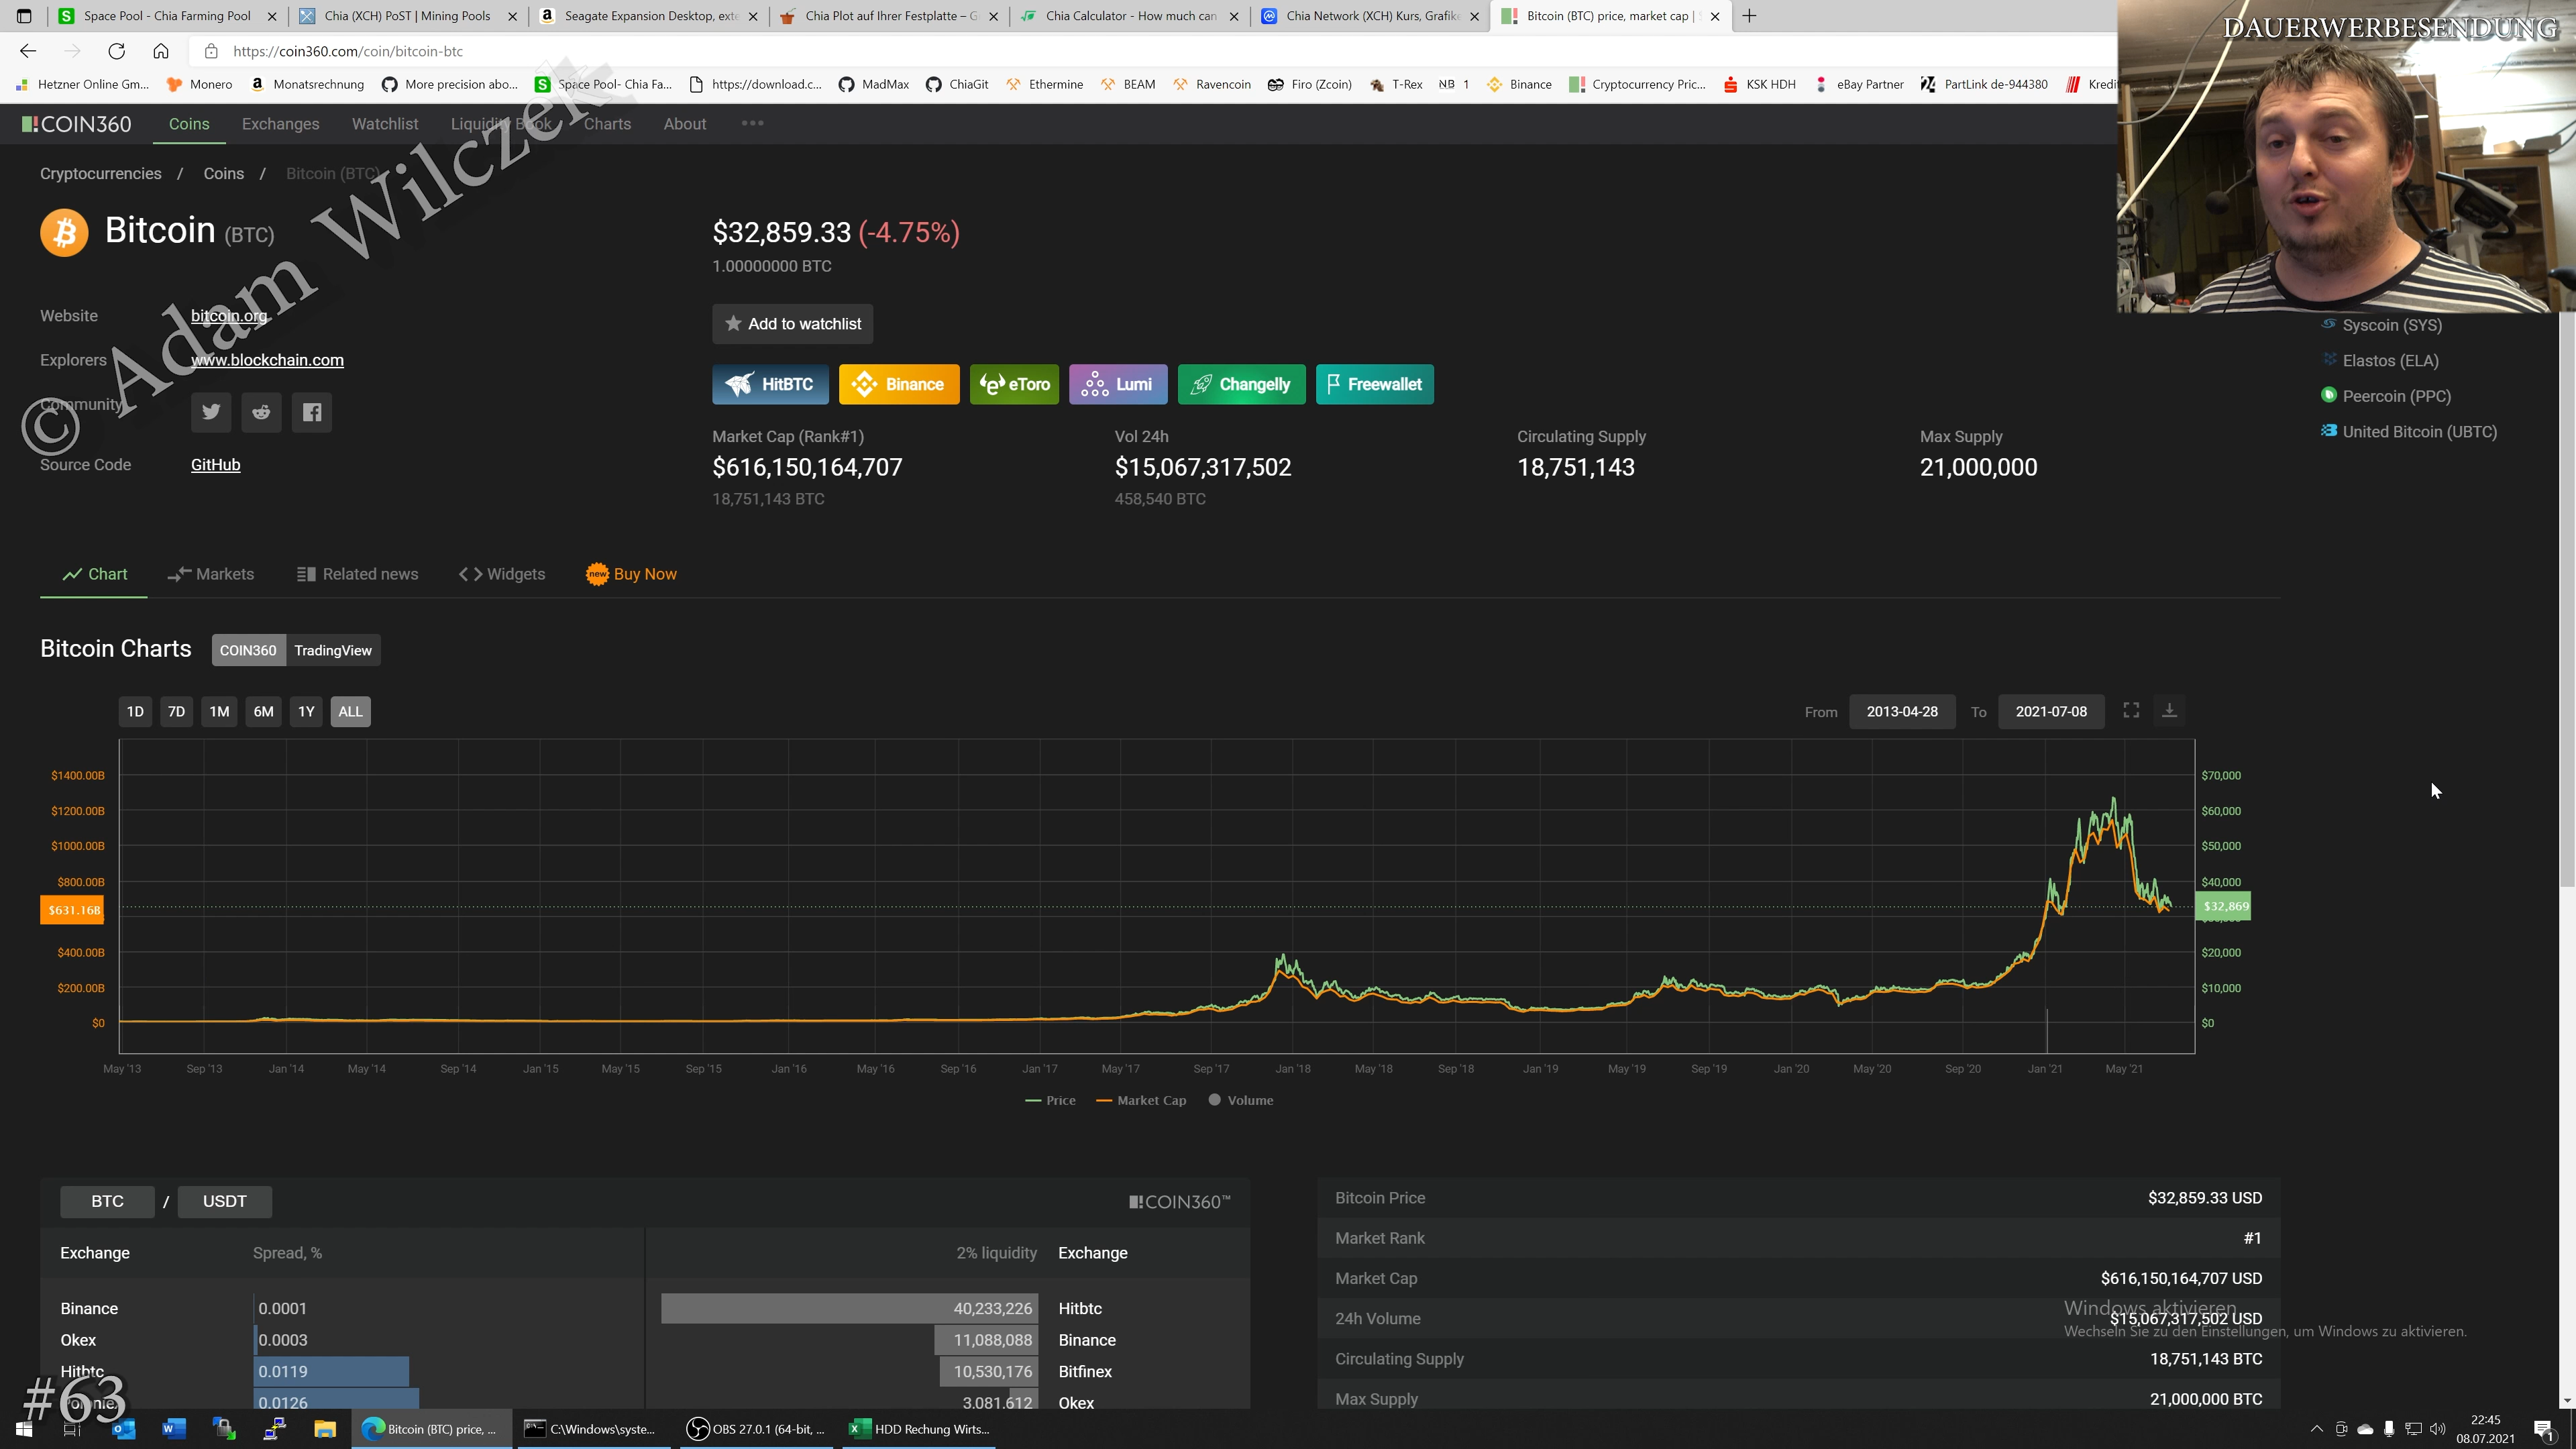 Space Pool - Chia Farming Pool
Chia (XCH) PoST | Mining Pools
Seagate Expansion Desktop, exte
Chia Plot auf Ihrer Festplatte – G
Chia Calculator - How much can
Chia Network (XCH) Kurs, Grafike
Bitcoin (BTC) price, market cap |
DAUERWERBESENDUNG
https://coin360.com/coin/bitcoin-btc
Hetzner Online Gm...
Monero
Monatsrechnung
More precision abo...
Space Pool- Chia Fa...
https://download.c...
MadMax
ChiaGit
Ethermine
BEAM
Ravencoin
Firo (Zcoin)
T-Rex
NB 1
Binance
Cryptocurrency Pric...
KSK HDH
eBay Partner
PartLink de-944380
Kredi
COIN360
Coins
Exchanges
Watchlist
Liquidity Book
Charts
About
© Adam Wilczek
Cryptocurrencies / Coins / Bitcoin (BTC)
Bitcoin (BTC)
$32,859.33 (-4.75%)
1.00000000 BTC
Website bitcoin.org
Add to watchlist
Explorers www.blockchain.com
HitBTC
Binance
eToro
Lumi
Changelly
Freewallet
Community
Source Code GitHub
Market Cap (Rank#1)
$616,150,164,707
18,751,143 BTC
Vol 24h
$15,067,317,502
458,540 BTC
Circulating Supply
18,751,143
Max Supply
21,000,000
Syscoin (SYS)
Elastos (ELA)
Peercoin (PPC)
United Bitcoin (UBTC)
Chart
Markets
Related news
Widgets
new Buy Now
Bitcoin Charts
COIN360
TradingView
1D 7D 1M 6M 1Y ALL
From 2013-04-28 To 2021-07-08
$1400.00B
$1200.00B
$1000.00B
$800.00B
$631.16B
$400.00B
$200.00B
$0
$70,000
$60,000
$50,000
$40,000
$32,869
$20,000
$10,000
$0
May '13 Sep '13 Jan '14 May '14 Sep '14 Jan '15 May '15 Sep '15 Jan '16 May '16 Sep '16 Jan '17 May '17 Sep '17 Jan '18 May '18 Sep '18 Jan '19 May '19 Sep '19 Jan '20 May '20 Sep '20 Jan '21 May '21
Price Market Cap Volume
BTC / USDT
COIN360™
Exchange Spread, % 2% liquidity Exchange
Binance 0.0001 40,233,226 Hitbtc
Okex 0.0003 11,088,088 Binance
Hitbtc 0.0119 10,530,176 Bitfinex
0.0126 3,081,612 Okex
Bitcoin Price $32,859.33 USD
Market Rank #1
Market Cap $616,150,164,707 USD
24h Volume $15,067,317,502 USD
Circulating Supply 18,751,143 BTC
Max Supply 21,000,000 BTC
Windows aktivieren
Wechseln Sie zu den Einstellungen, um Windows zu aktivieren.
#63
Bitcoin (BTC) price, ...
C:\Windows\syste...
OBS 27.0.1 (64-bit, ...
HDD Rechung Wirts...
22:45
08.07.2021
1